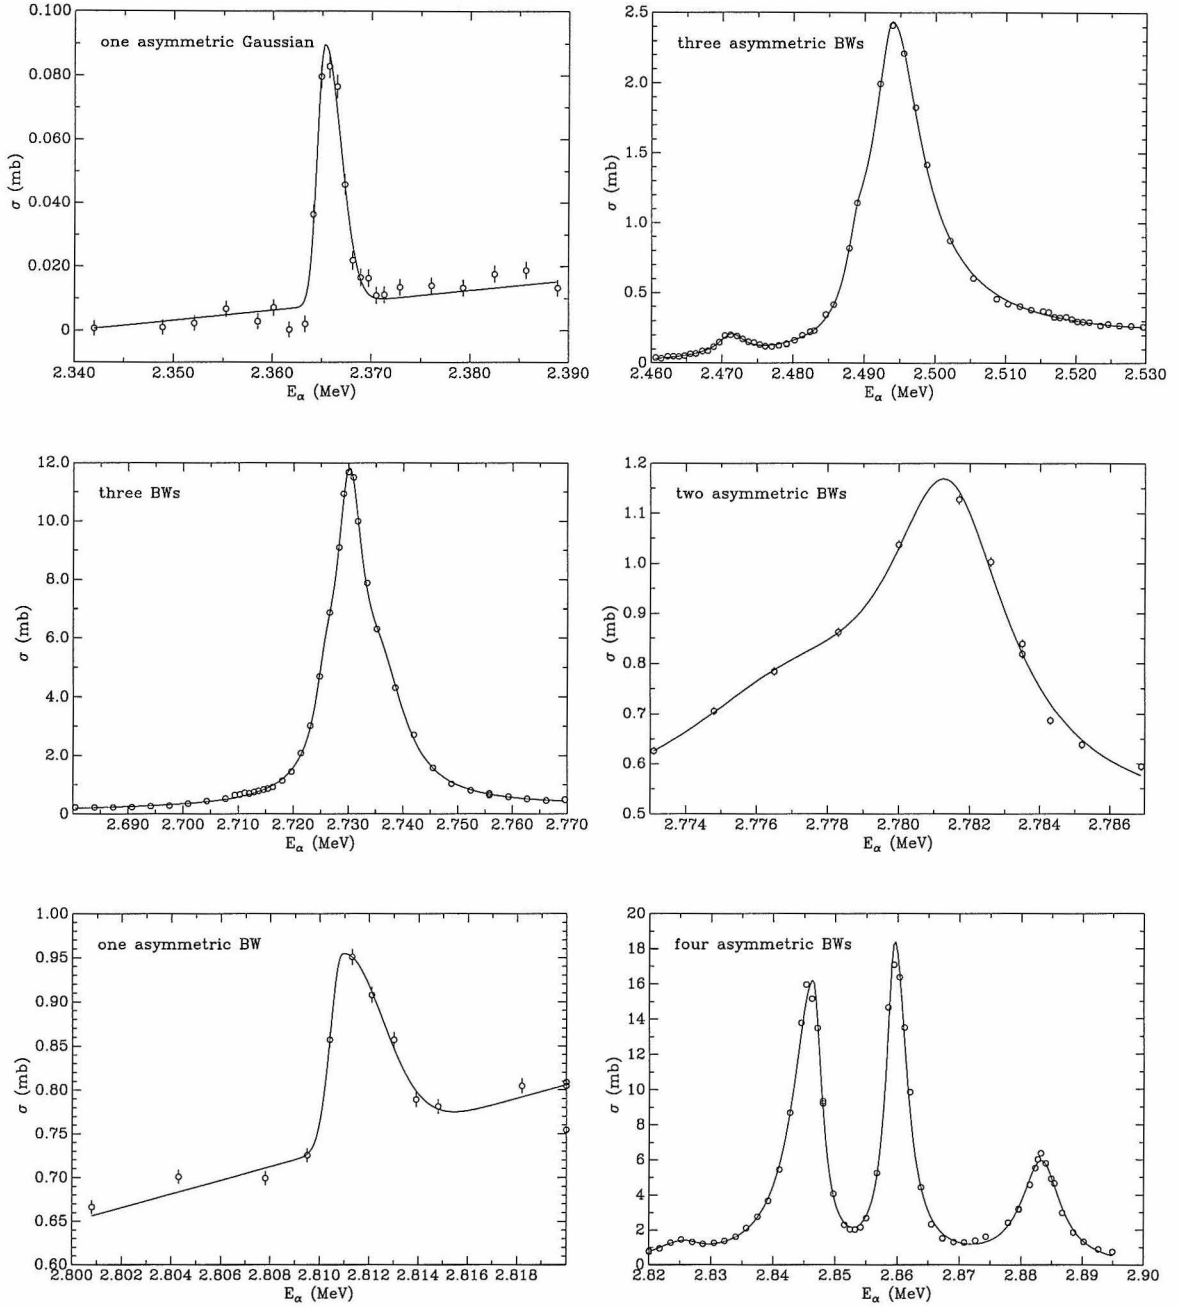 one asymmetric Gaussian
0.100
0.080
0.060
0.040
0.020
0
σ (mb)
2.340 2.350 2.360 2.370 2.380 2.390
Eα (MeV)
three asymmetric BWs
2.5
2.0
1.5
1.0
0.5
0
σ (mb)
2.460 2.470 2.480 2.490 2.500 2.510 2.520 2.530
Eα (MeV)
three BWs
12.0
10.0
8.0
6.0
4.0
2.0
0
σ (mb)
2.690 2.700 2.710 2.720 2.730 2.740 2.750 2.760 2.770
Eα (MeV)
two asymmetric BWs
1.2
1.1
1.0
0.9
0.8
0.7
0.6
0.5
σ (mb)
2.774 2.776 2.778 2.780 2.782 2.784 2.786
Eα (MeV)
one asymmetric BW
1.00
0.95
0.90
0.85
0.80
0.75
0.70
0.65
0.60
σ (mb)
2.800 2.802 2.804 2.806 2.808 2.810 2.812 2.814 2.816 2.818
Eα (MeV)
four asymmetric BWs
20
18
16
14
12
10
8
6
4
2
0
σ (mb)
2.82 2.83 2.84 2.85 2.86 2.87 2.88 2.89 2.90
Eα (MeV)